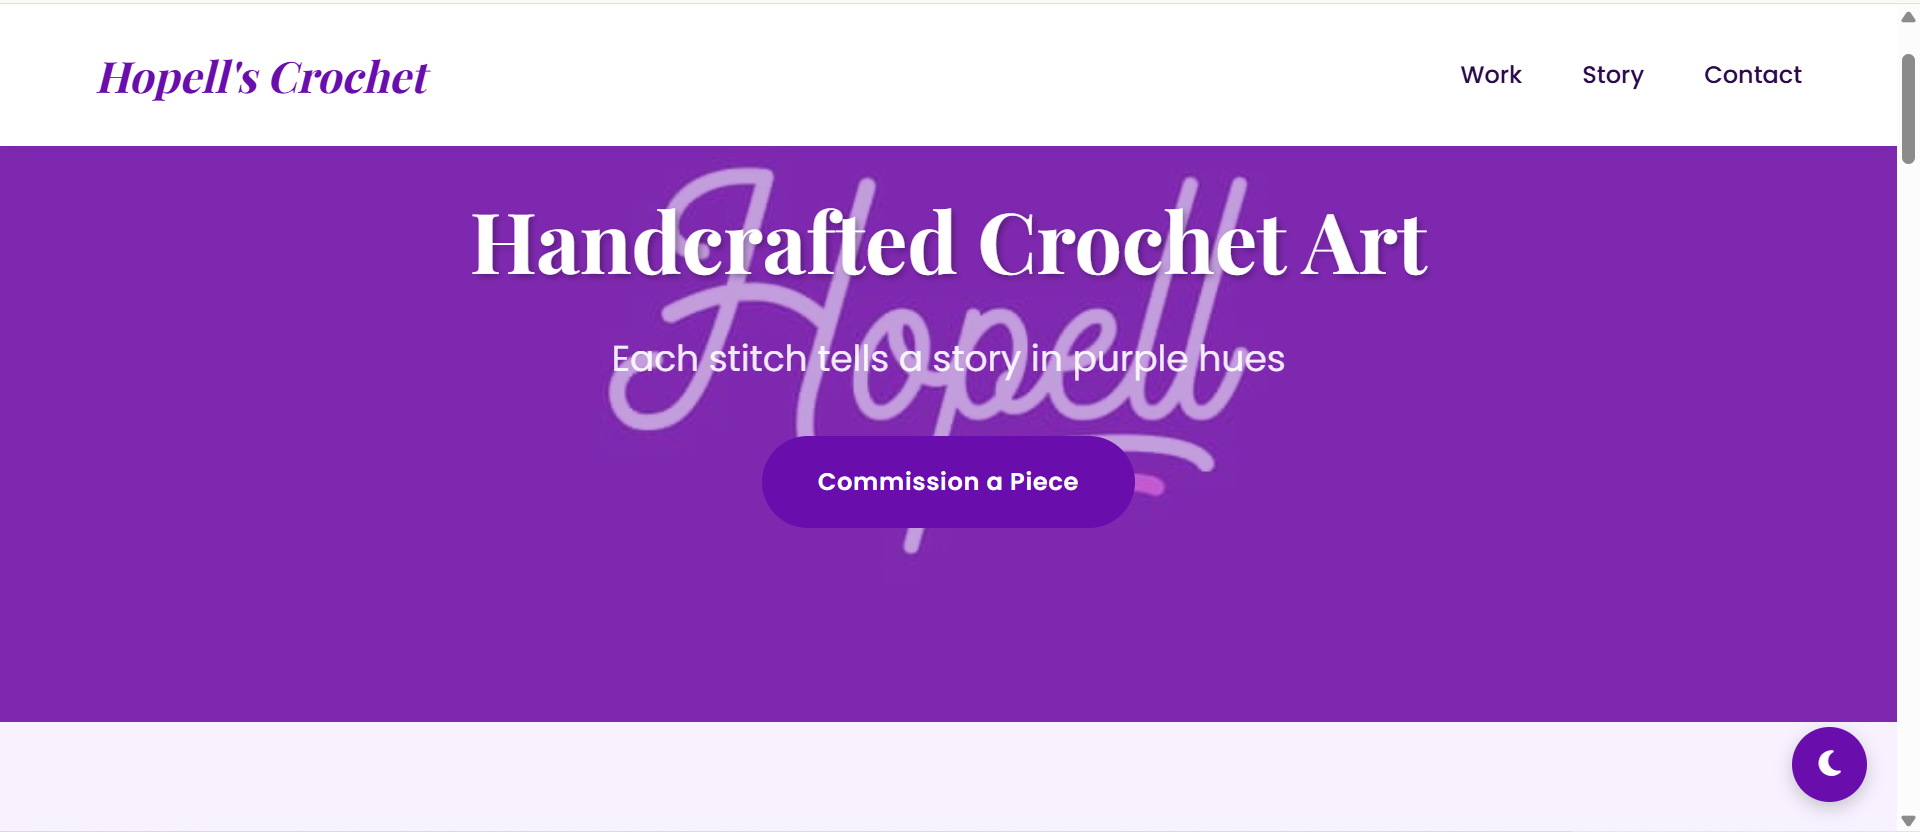 Hopell's Crochet
Work Story Contact
Hopell
Handcrafted Crochet Art
Each stitch tells a story in purple hues
Commission a Piece